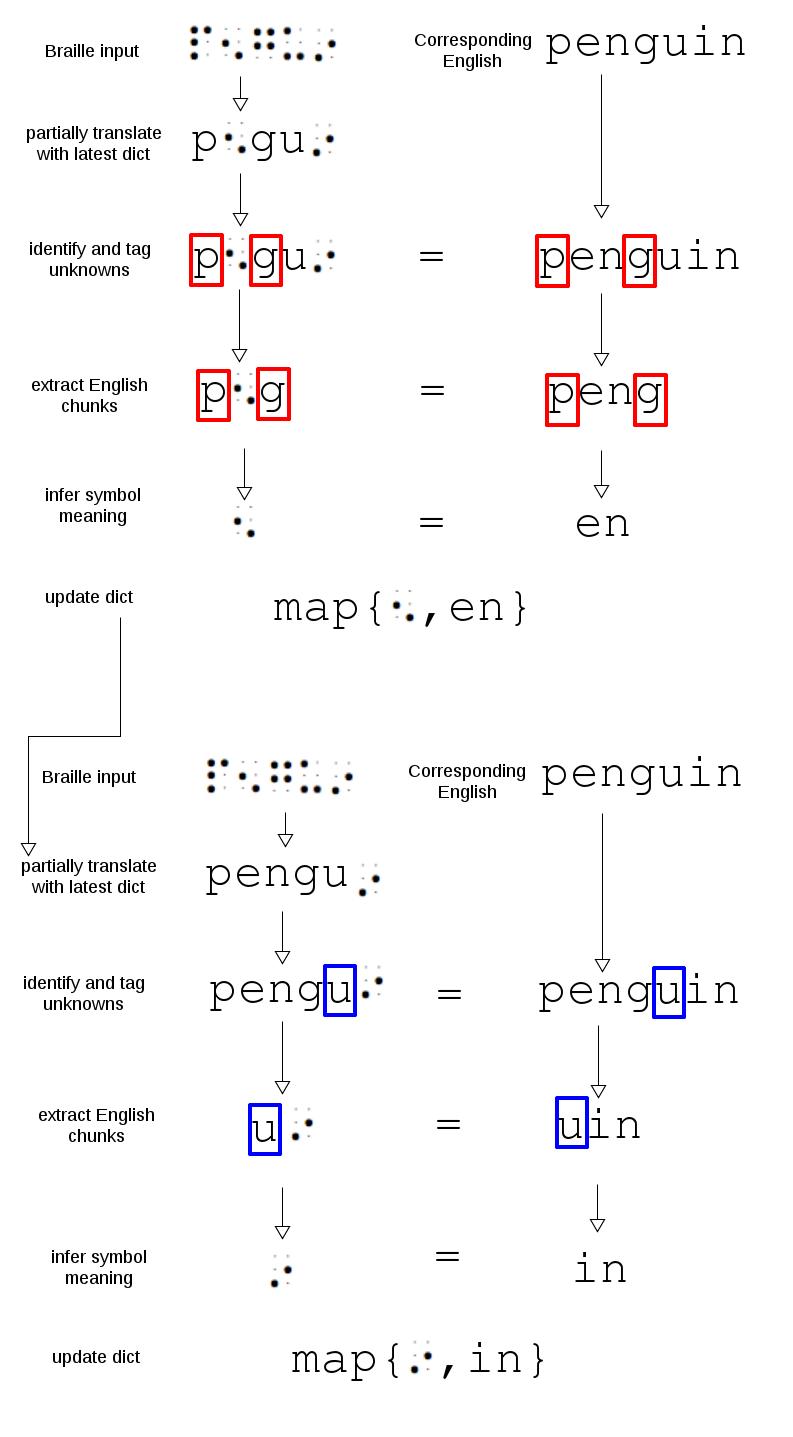 Braille input
⠏⠢⠛⠥⠔
Corresponding
English
penguin
partially translate
with latest dict
p⠢gu⠔
identify and tag
unknowns
p⠢gu⠔ = penguin
extract English
chunks
p⠢g = peng
infer symbol
meaning
⠢ = en
update dict
map{⠢,en}
Braille input
⠏⠢⠛⠥⠔
Corresponding
English
penguin
partially translate
with latest dict
pengu⠔
identify and tag
unknowns
pengu⠔ = penguin
extract English
chunks
u⠔ = uin
infer symbol
meaning
⠔ = in
update dict
map{⠔,in}